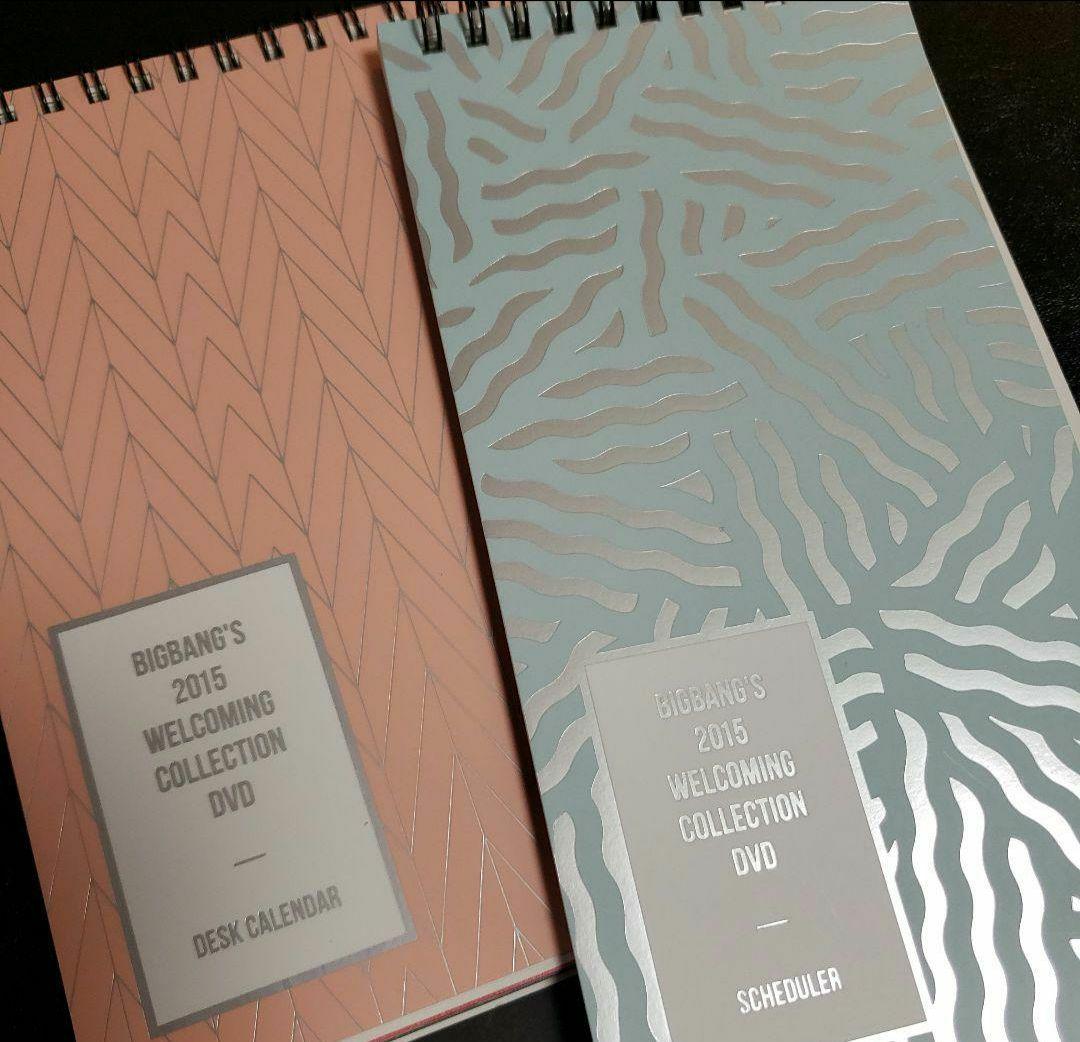 BIGBANG'S
2015
WELCOMING
COLLECTION
DVD
DESK CALENDAR
BIGBANG'S
2015
WELCOMING
COLLECTION
DVD
SCHEDULER